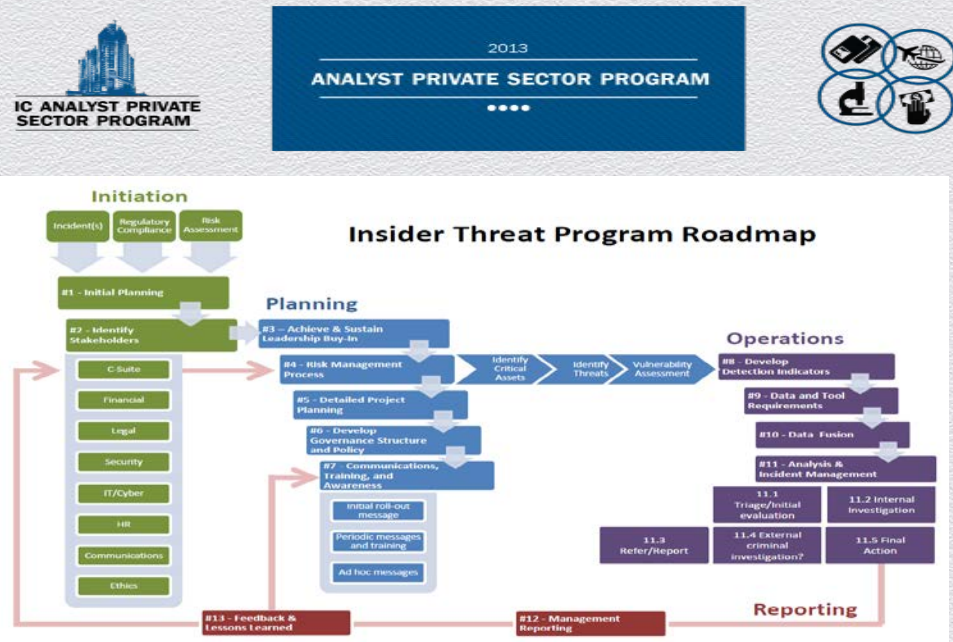 IC ANALYST PRIVATE
SECTOR PROGRAM
2013
ANALYST PRIVATE SECTOR PROGRAM
Insider Threat Program Roadmap
Initiation
Incident(s)
Regulatory
Compliance
Risk
Assessment
#1 - Initial Planning
#2 - Identify
Stakeholders
C-Suite
Financial
Legal
Security
IT/Cyber
HR
Communications
Ethics
Planning
#3 – Achieve & Sustain
Leadership Buy-In
#4 - Risk Management
Process
Identify
Critical
Assets
Identify
Threats
Vulnerability
Assessment
#5 - Detailed Project
Planning
#6 - Develop
Governance Structure
and Policy
#7 - Communications,
Training, and
Awareness
Initial roll-out
message
Periodic messages
and training
Ad hoc messages
Operations
#8 - Develop
Detection Indicators
#9 - Data and Tool
Requirements
#10 - Data Fusion
#11 - Analysis &
Incident Management
11.1
Triage/Initial
evaluation
11.2 Internal
Investigation
11.3
Refer/Report
11.4 External
criminal
investigation?
11.5 Final
Action
Reporting
#12 - Management
Reporting
#13 - Feedback &
Lessons Learned